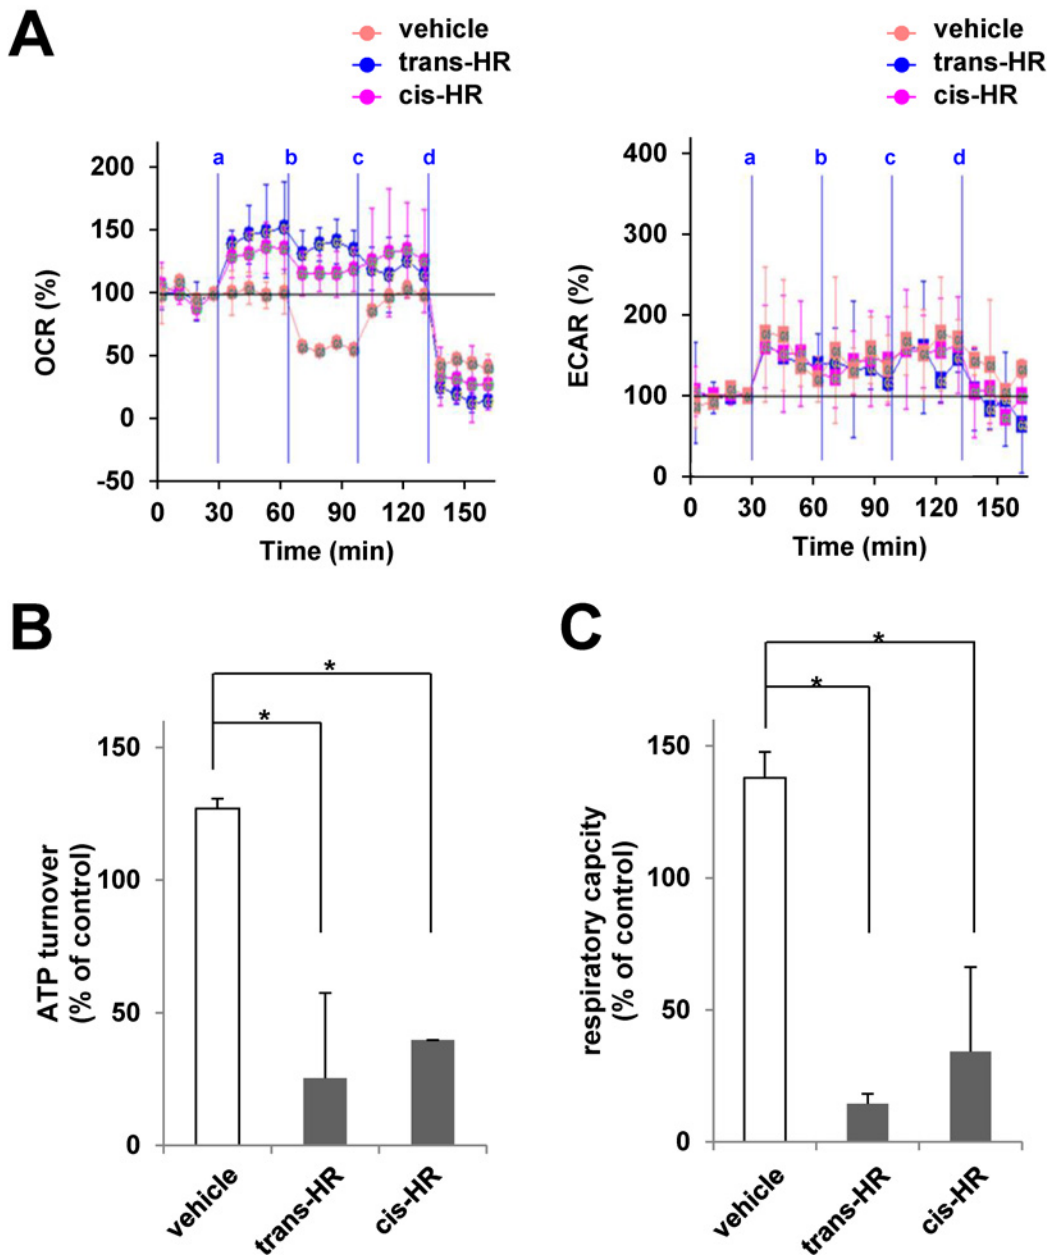 A
vehicle
trans-HR
cis-HR
vehicle
trans-HR
cis-HR
a b c d
200
150
100
50
0
-50
OCR (%)
0 30 60 90 120 150
Time (min)
a b c d
400
300
200
100
0
ECAR (%)
0 30 60 90 120 150
Time (min)
B
*
*
150
100
50
0
ATP turnover
(% of control)
vehicle
trans-HR
cis-HR
C
*
*
150
100
50
0
respiratory capcity
(% of control)
vehicle
trans-HR
cis-HR